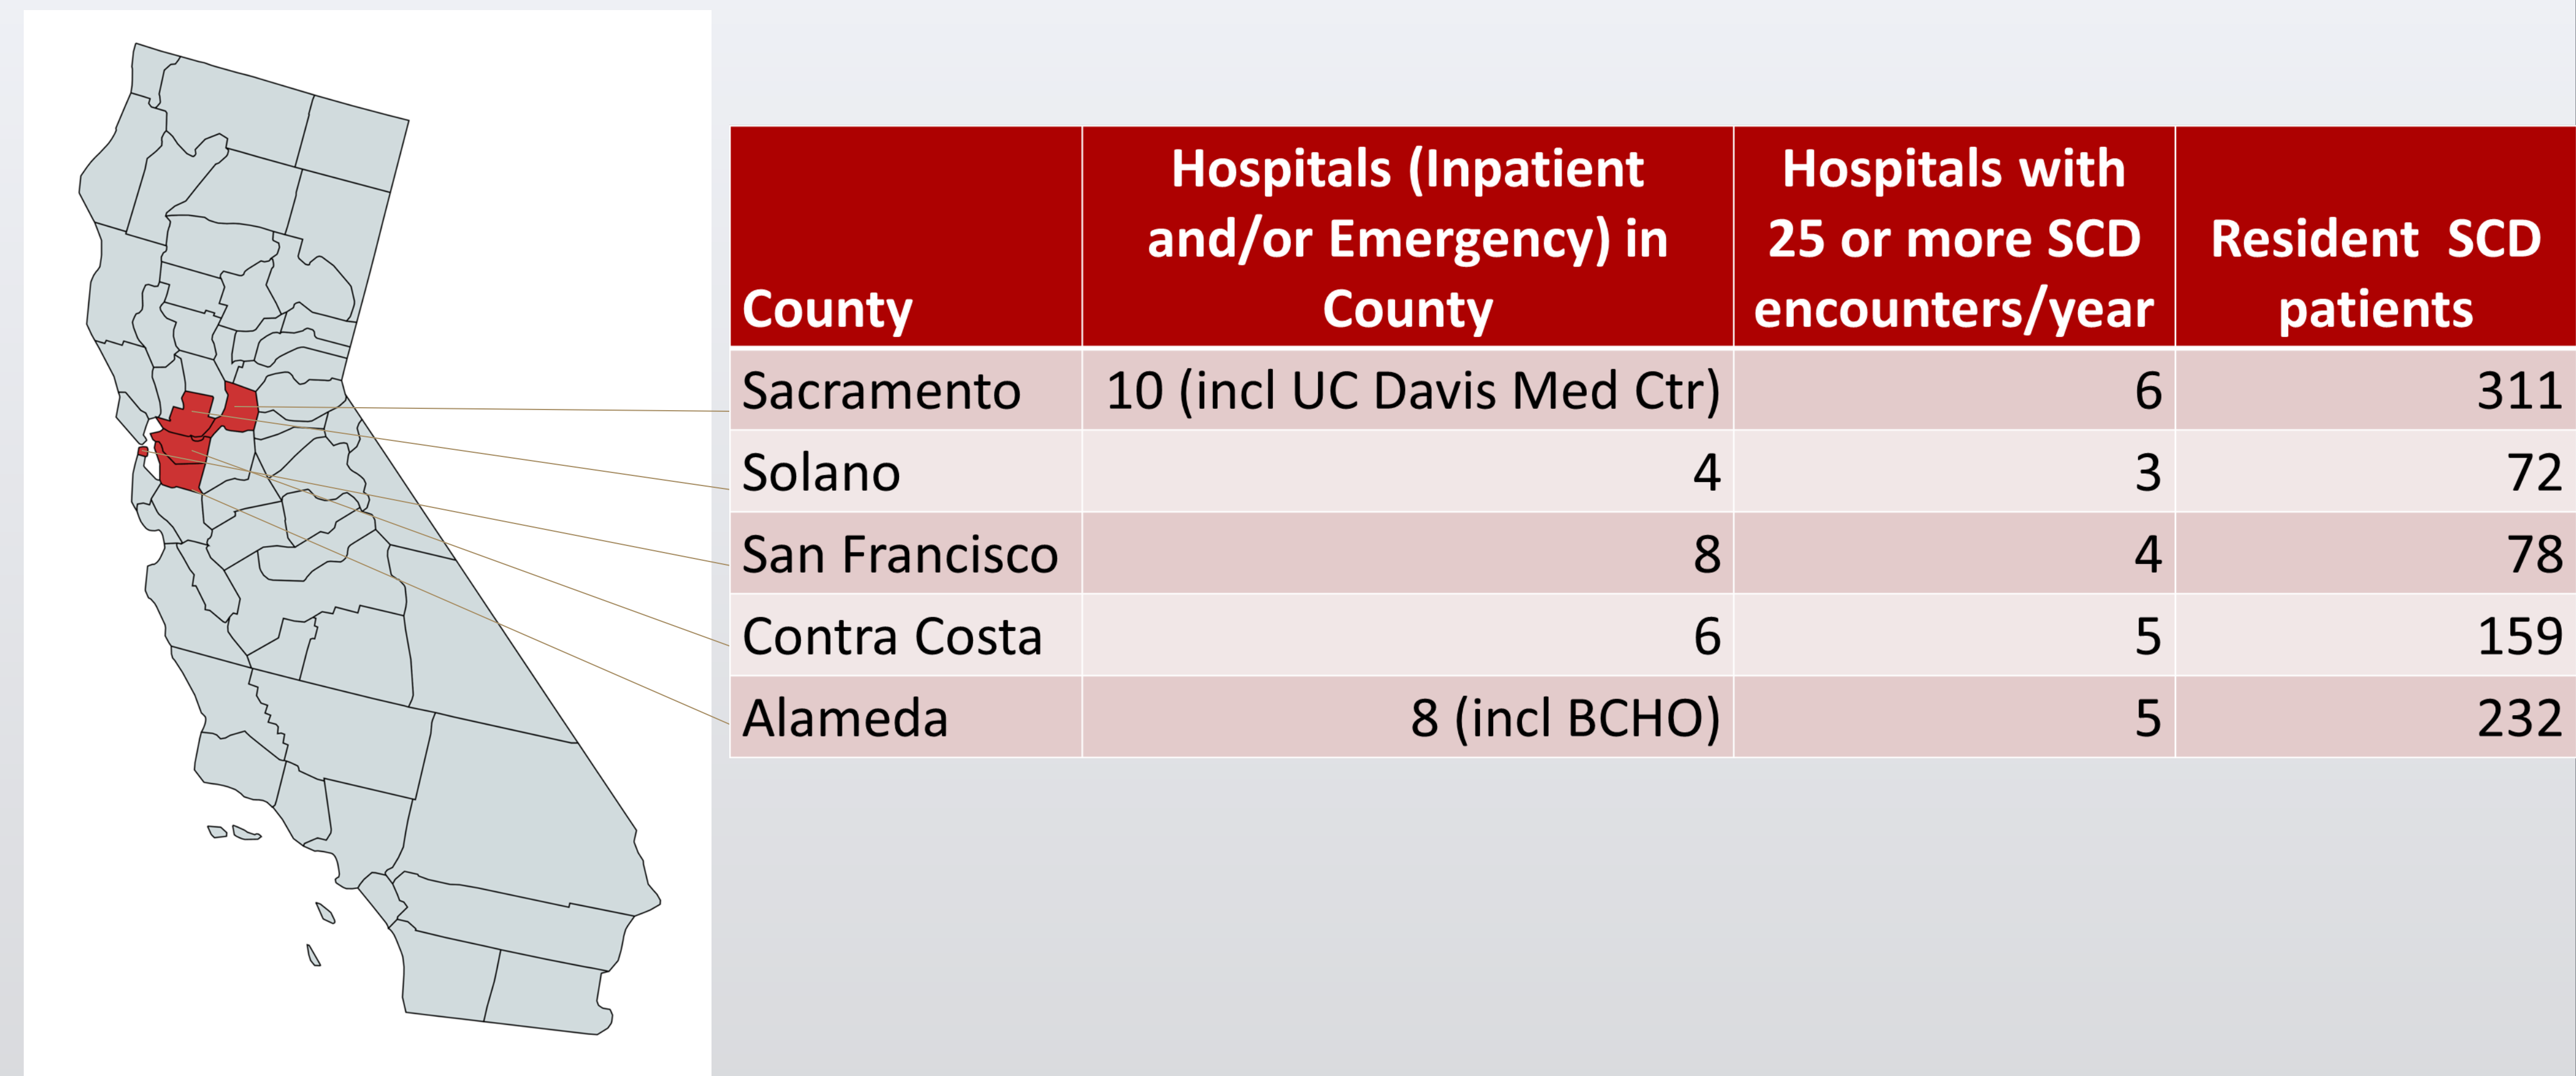 County
Hospitals (Inpatient
and/or Emergency) in
County
Hospitals with
25 or more SCD
encounters/year
Resident  SCD
patients
Sacramento 10 (incl UC Davis Med Ctr) 6 311
Solano 4 3 72
San Francisco 8 4 78
Contra Costa 6 5 159
Alameda 8 (incl BCHO) 5 232